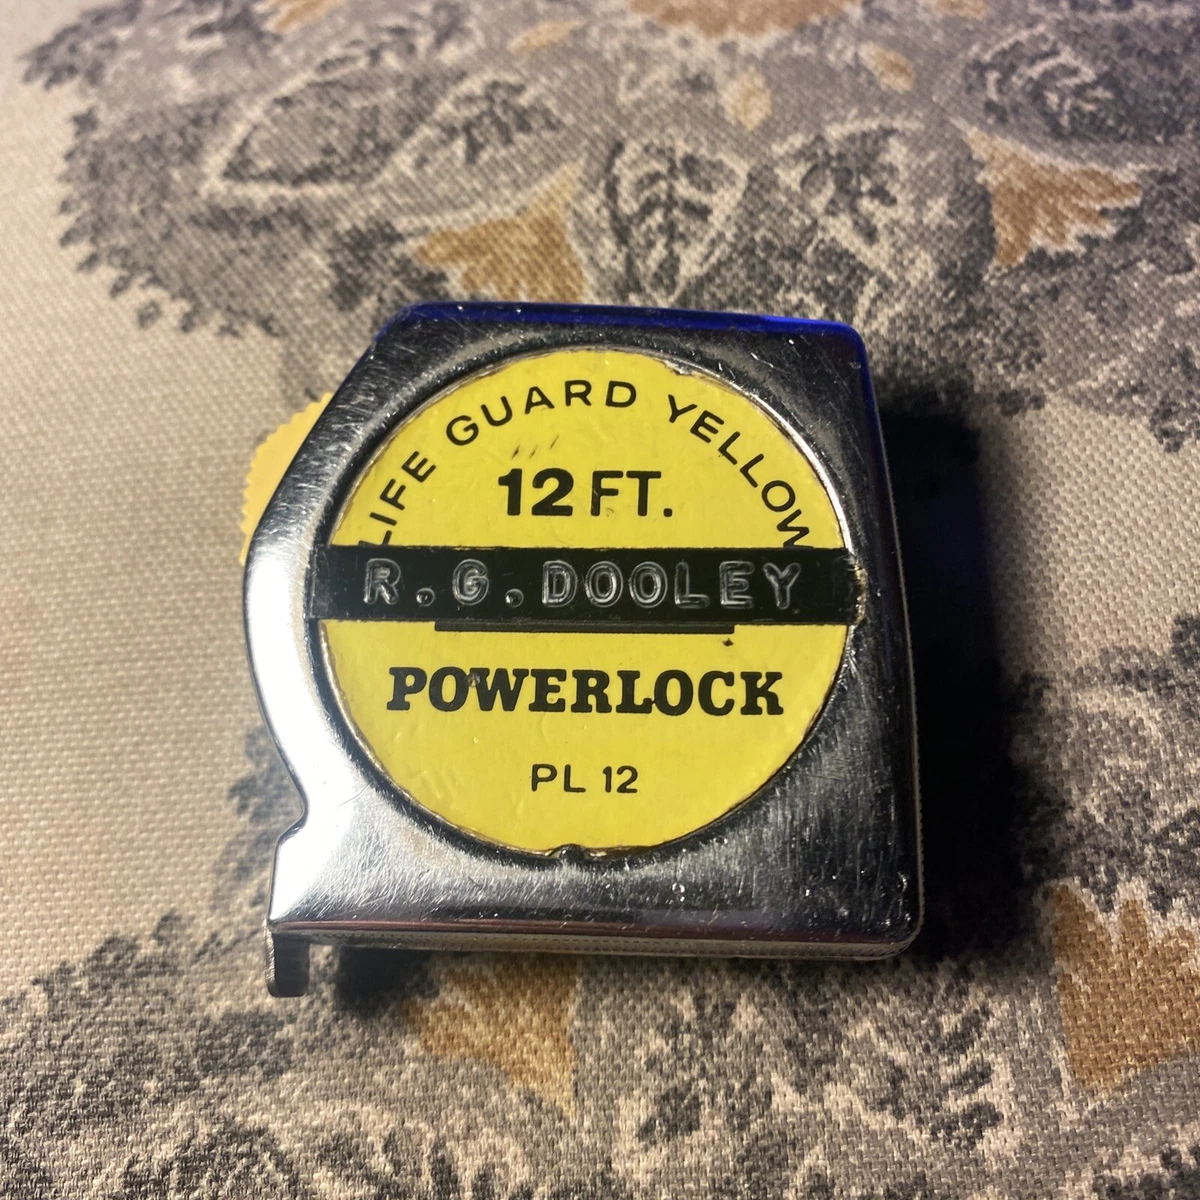 LIFE GUARD YELLOW
12 FT.
R.G.DOOLEY
POWERLOCK
PL 12